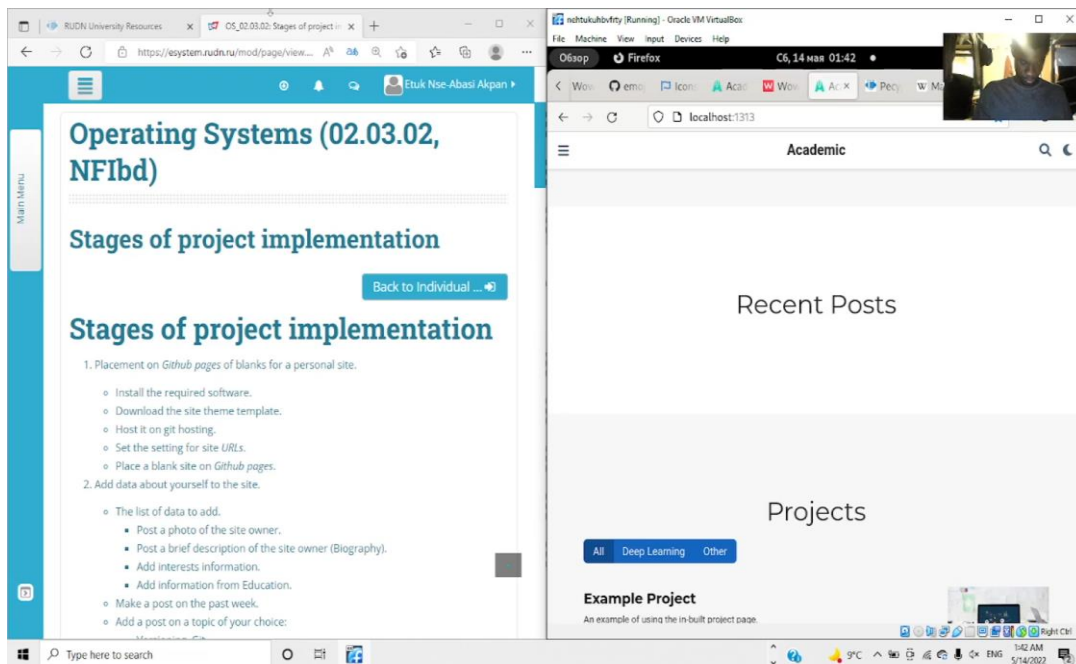 RUDN University Resources
OS_02.03.02: Stages of project in
https://esystem.rudn.ru/mod/page/view...
Etuk Nse-Abasi Akpan
Main Menu
Operating Systems (02.03.02,
NFIbd)
Stages of project implementation
Back to Individual ...
Stages of project implementation
1. Placement on Github pages of blanks for a personal site.
Install the required software.
Download the site theme template.
Host it on git hosting.
Set the setting for site URLs.
Place a blank site on Github pages.
2. Add data about yourself to the site.
The list of data to add.
Post a photo of the site owner.
Post a brief description of the site owner (Biography).
Add interests information.
Add information from Education.
Make a post on the past week.
Add a post on a topic of your choice:
nehtukuhbvfrity [Running] - Oracle VM VirtualBox
File Machine View Input Devices Help
Обзор Firefox Сб, 14 мая 01:42
Wow emo Icon Acad Wow Ac Ресу Ma
localhost:1313
Academic
Recent Posts
Projects
All Deep Learning Other
Example Project
An example of using the in-built project page.
Right Ctrl
Type here to search
9°C ENG 1:42 AM
5/14/2022